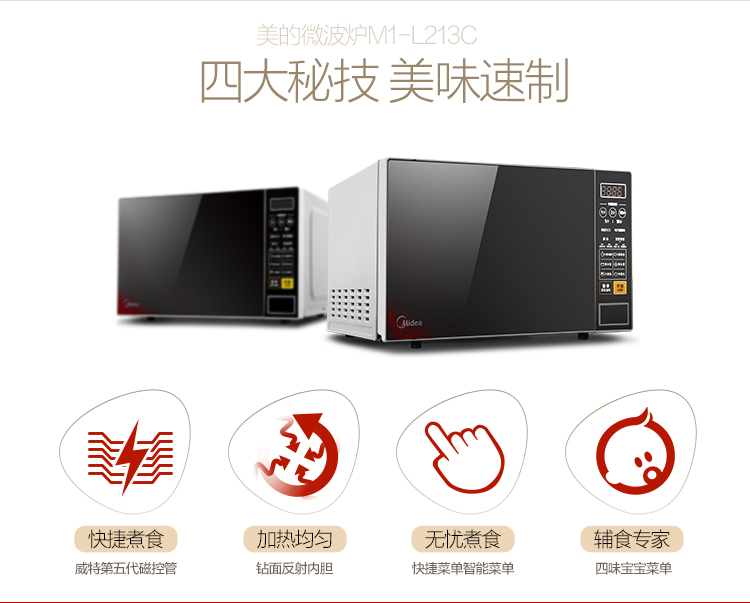 美的微波炉M1-L213C
四大秘技 美味速制
Midea
快捷煮食
加热均匀
无忧煮食
辅食专家
威特第五代磁控管
钻面反射内胆
快捷菜单智能菜单
四味宝宝菜单